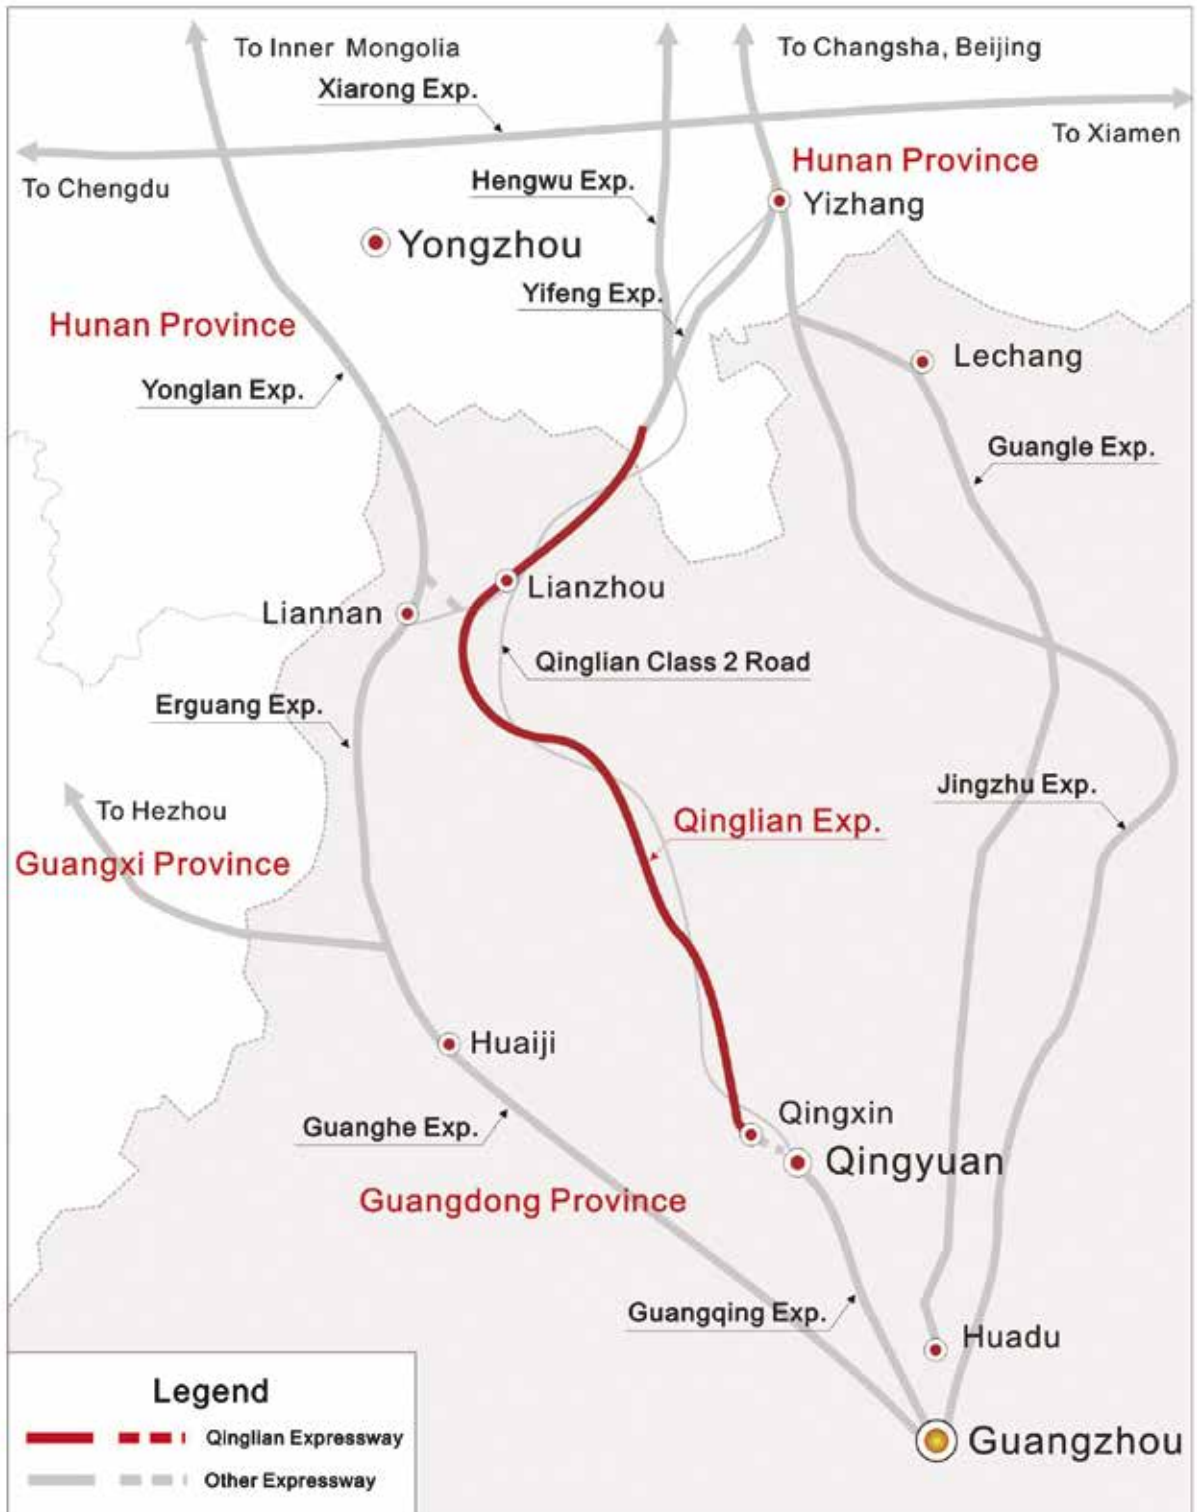 To Inner Mongolia
To Changsha, Beijing
Xiarong Exp.
To Xiamen
To Chengdu
Hengwu Exp.
Hunan Province
Yizhang
Yongzhou
Yifeng Exp.
Hunan Province
Yonglan Exp.
Lechang
Guangle Exp.
Lianzhou
Liannan
Qinglian Class 2 Road
Erguang Exp.
Jingzhu Exp.
To Hezhou
Qinglian Exp.
Guangxi Province
Huaiji
Qingxin
Guanghe Exp.
Qingyuan
Guangdong Province
Guangqing Exp.
Huadu
Guangzhou
Legend
Qinglian Expressway
Other Expressway